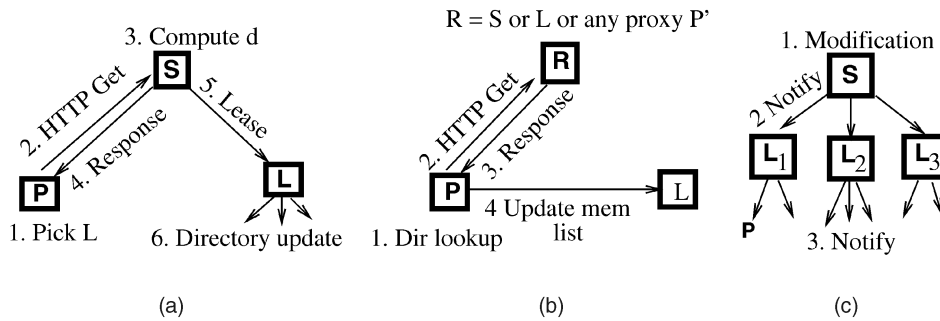 3. Compute d
S
2. HTTP Get
4. Response
5. Lease
P
L
1. Pick L
6. Directory update
(a)
R = S or L or any proxy P'
R
2. HTTP Get
3. Response
P
L
4 Update mem
list
1. Dir lookup
(b)
1. Modification
S
2 Notify
L1
L2
L3
P
3. Notify
(c)